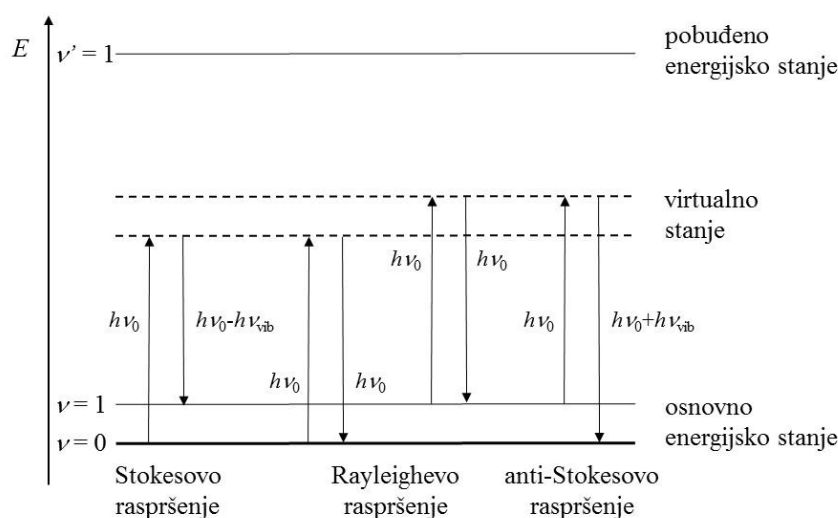 E
ν’ = 1
pobuđeno
energijsko stanje
virtualno
stanje
hν₀
hν₀
hν₀
hν₀-hνvib
hν₀
hν₀+hνvib
hν₀
hν₀
ν = 1
osnovno
energijsko stanje
ν=0
Stokesovo
raspršenje
Rayleighevo
raspršenje
anti-Stokesovo
raspršenje